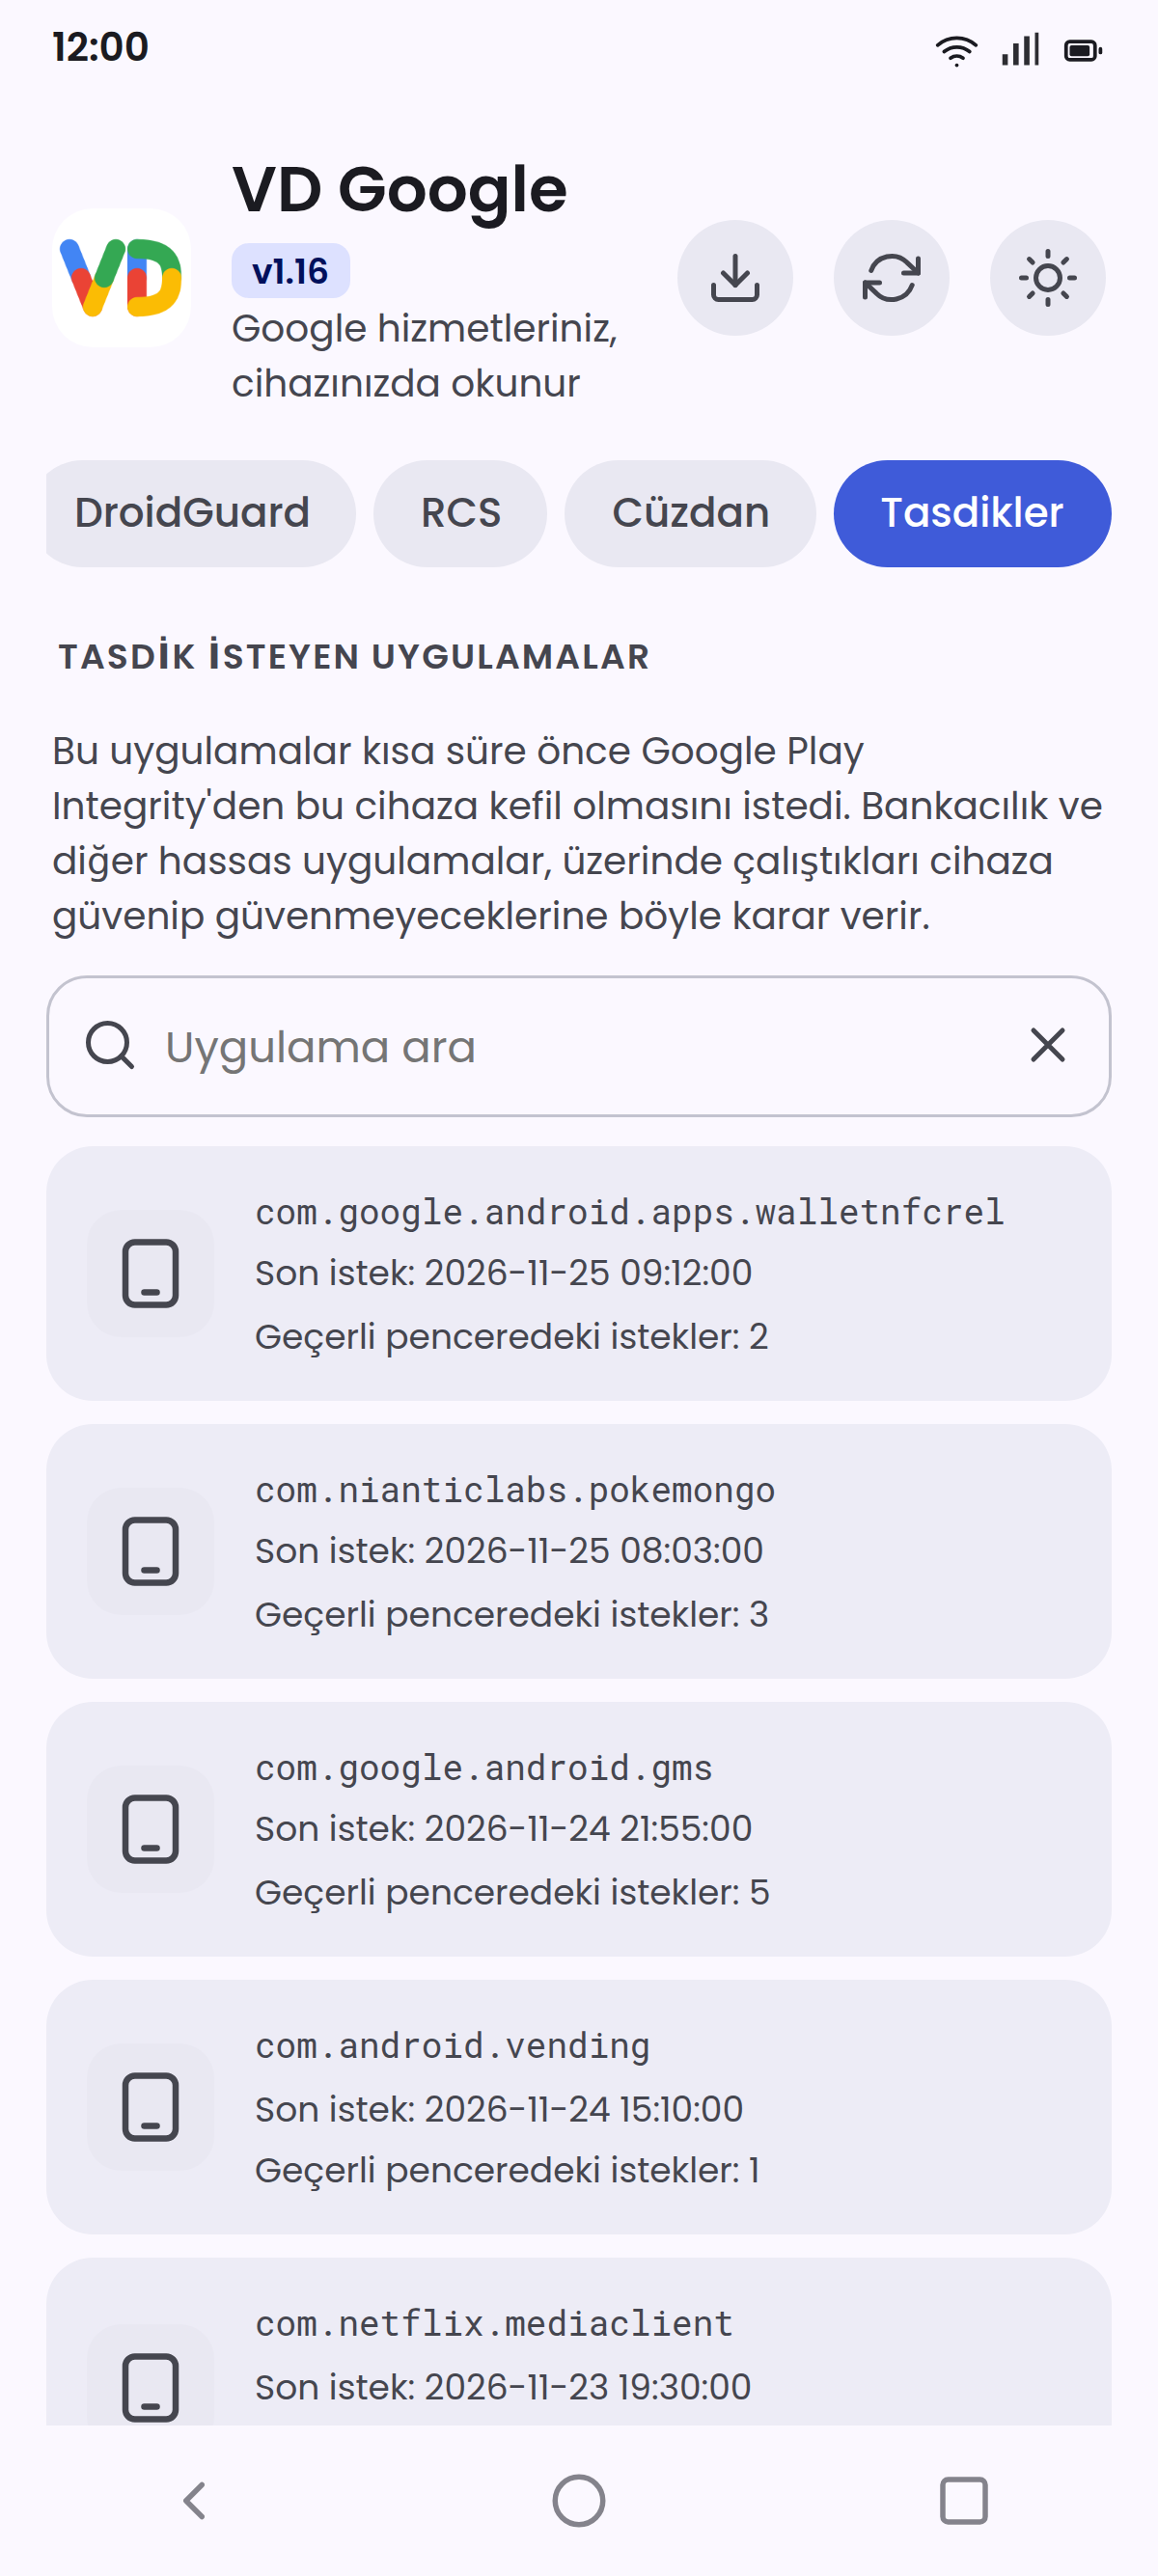 12:00
VD
VD Google
v1.16
Google hizmetleriniz,
cihazınızda okunur
DroidGuard
RCS
Cüzdan
Tasdikler
TASDİK İSTEYEN UYGULAMALAR
Bu uygulamalar kısa süre önce Google Play
Integrity'den bu cihaza kefil olmasını istedi. Bankacılık ve
diğer hassas uygulamalar, üzerinde çalıştıkları cihaza
güvenip güvenmeyeceklerine böyle karar verir.
Uygulama ara
com.google.android.apps.walletnfcrel
Son istek: 2026-11-25 09:12:00
Geçerli penceredeki istekler: 2
com.nianticlabs.pokemongo
Son istek: 2026-11-25 08:03:00
Geçerli penceredeki istekler: 3
com.google.android.gms
Son istek: 2026-11-24 21:55:00
Geçerli penceredeki istekler: 5
com.android.vending
Son istek: 2026-11-24 15:10:00
Geçerli penceredeki istekler: 1
com.netflix.mediaclient
Son istek: 2026-11-23 19:30:00